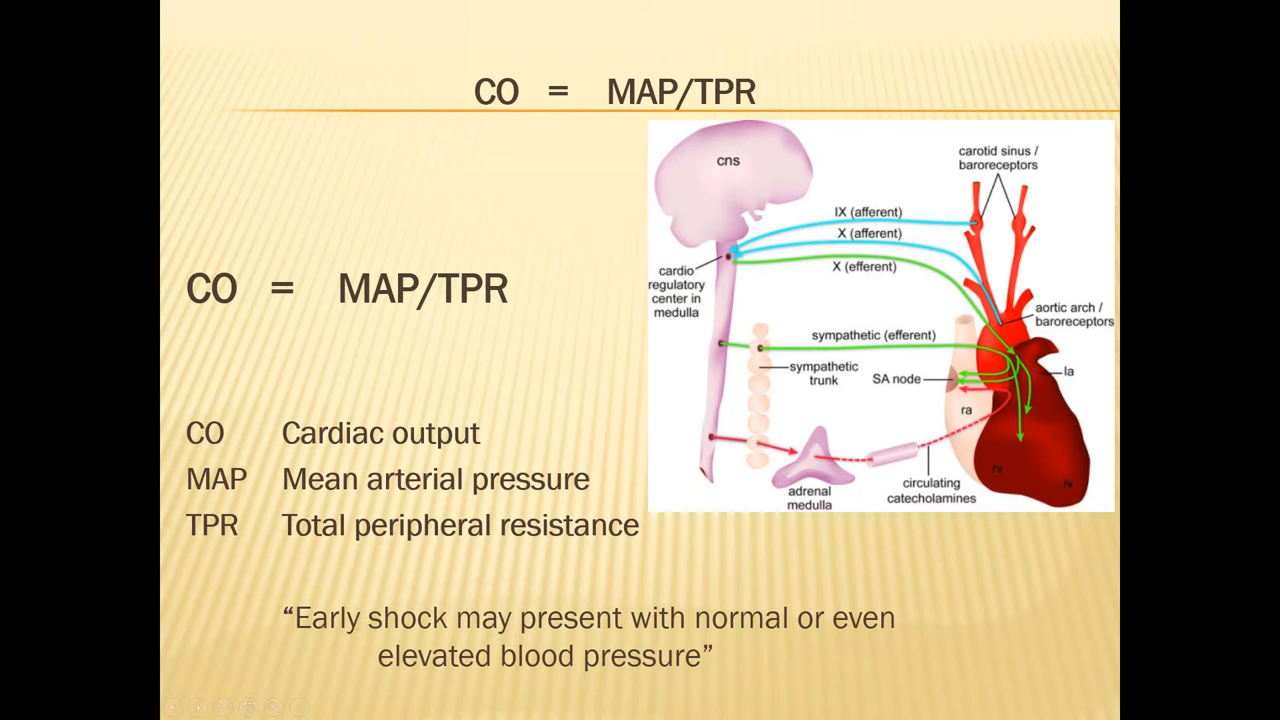 CO = MAP/TPR
CO = MAP/TPR
CO Cardiac output
MAP Mean arterial pressure
TPR Total peripheral resistance
“Early shock may present with normal or even
elevated blood pressure”
cns
carotid sinus /
baroreceptors
IX (afferent)
X (afferent)
X (efferent)
cardio
regulatory
center in
medulla
aortic arch /
baroreceptors
sympathetic (efferent)
sympathetic
trunk
SA node
la
ra
rv
lv
circulating
catecholamines
adrenal
medulla